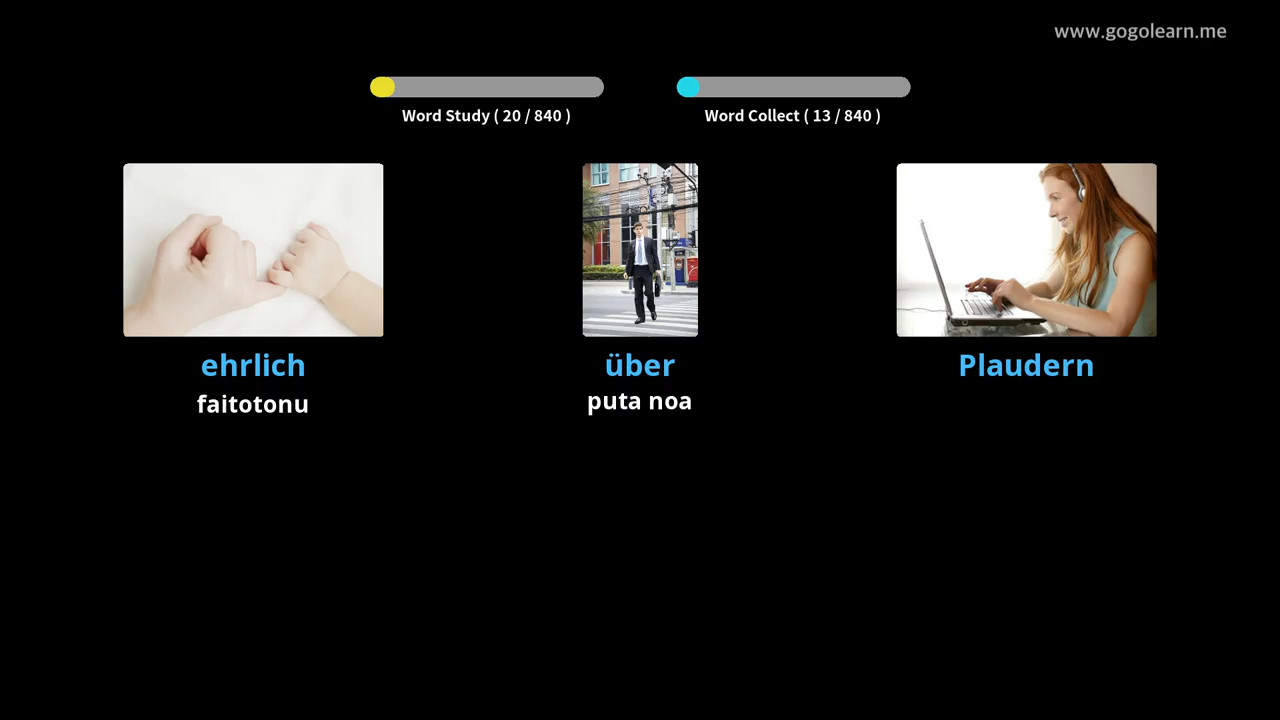 www.gogolearn.me
Word Study ( 20 / 840 )
Word Collect ( 13 / 840 )
ehrlich
faitotonu
über
puta noa
Plaudern